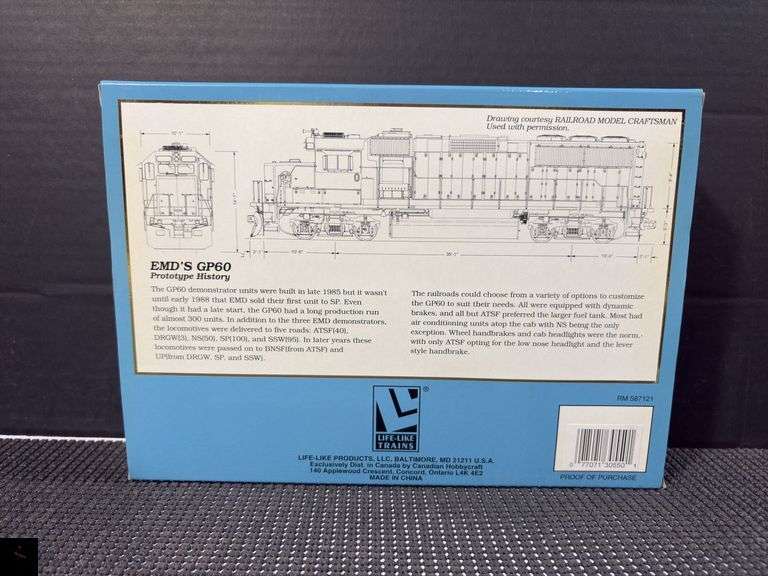 Drawing courtesy RAILROAD MODEL CRAFTSMAN
Used with permission.
EMD'S GP60
Prototype History
The GP60 demonstrator units were built in late 1985 but it wasn't
until early 1988 that EMD sold their first unit to SP. Even
though it had a late start, the GP60 had a long production run
of almost 300 units. In addition to the three EMD demonstrators,
the locomotives were delivered to five roads: ATSF(40),
DRGW(3), NS(50), SP(100), and SSW(95). In later years these
locomotives were passed on to BNSF(from ATSF) and
UP(from DRGW, SP, and SSW).
The railroads could choose from a variety of options to customize
the GP60 to suit their needs. All were equipped with dynamic
brakes, and all but ATSF preferred the larger fuel tank. Most had
air conditioning units atop the cab with NS being the only
exception. Wheel handbrakes and cab headlights were the norm,
with only ATSF opting for the low nose headlight and the lever
style handbrake.
LIFE-LIKE
TRAINS
®
LIFE-LIKE PRODUCTS, LLC, BALTIMORE, MD 21211 U.S.A.
Exclusively Dist. in Canada by Canadian Hobbycraft
140 Applewood Crescent, Concord, Ontario L4K 4E2
MADE IN CHINA
RM 587121
0 77071 30550 1
PROOF OF PURCHASE